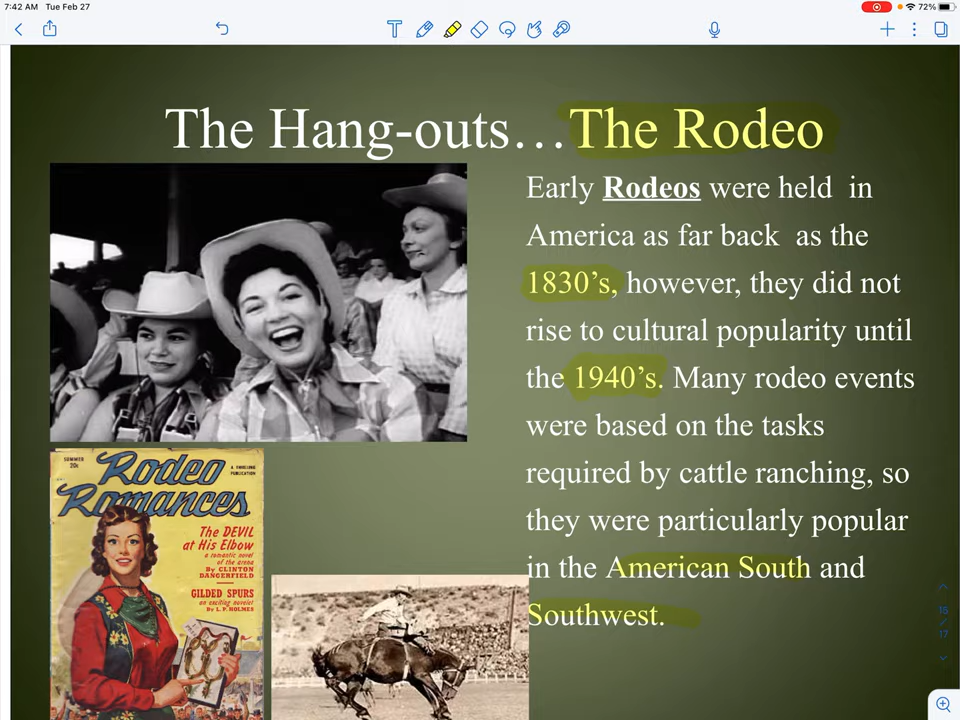 7:42 AM Tue Feb 27
72%
The Hang-outs…The Rodeo
Early Rodeos were held in
America as far back as the
1830’s, however, they did not
rise to cultural popularity until
the 1940’s. Many rodeo events
were based on the tasks
required by cattle ranching, so
they were particularly popular
in the American South and
Southwest.
SUMMER
20¢
Rodeo
A THRILLING
PUBLICATION
Romances
The DEVIL
at His Elbow
a romantic novel
of the arena
By CLINTON
DANGERFIELD
GILDED SPURS
an exciting novelet
By L. P. HOLMES
15
/
17